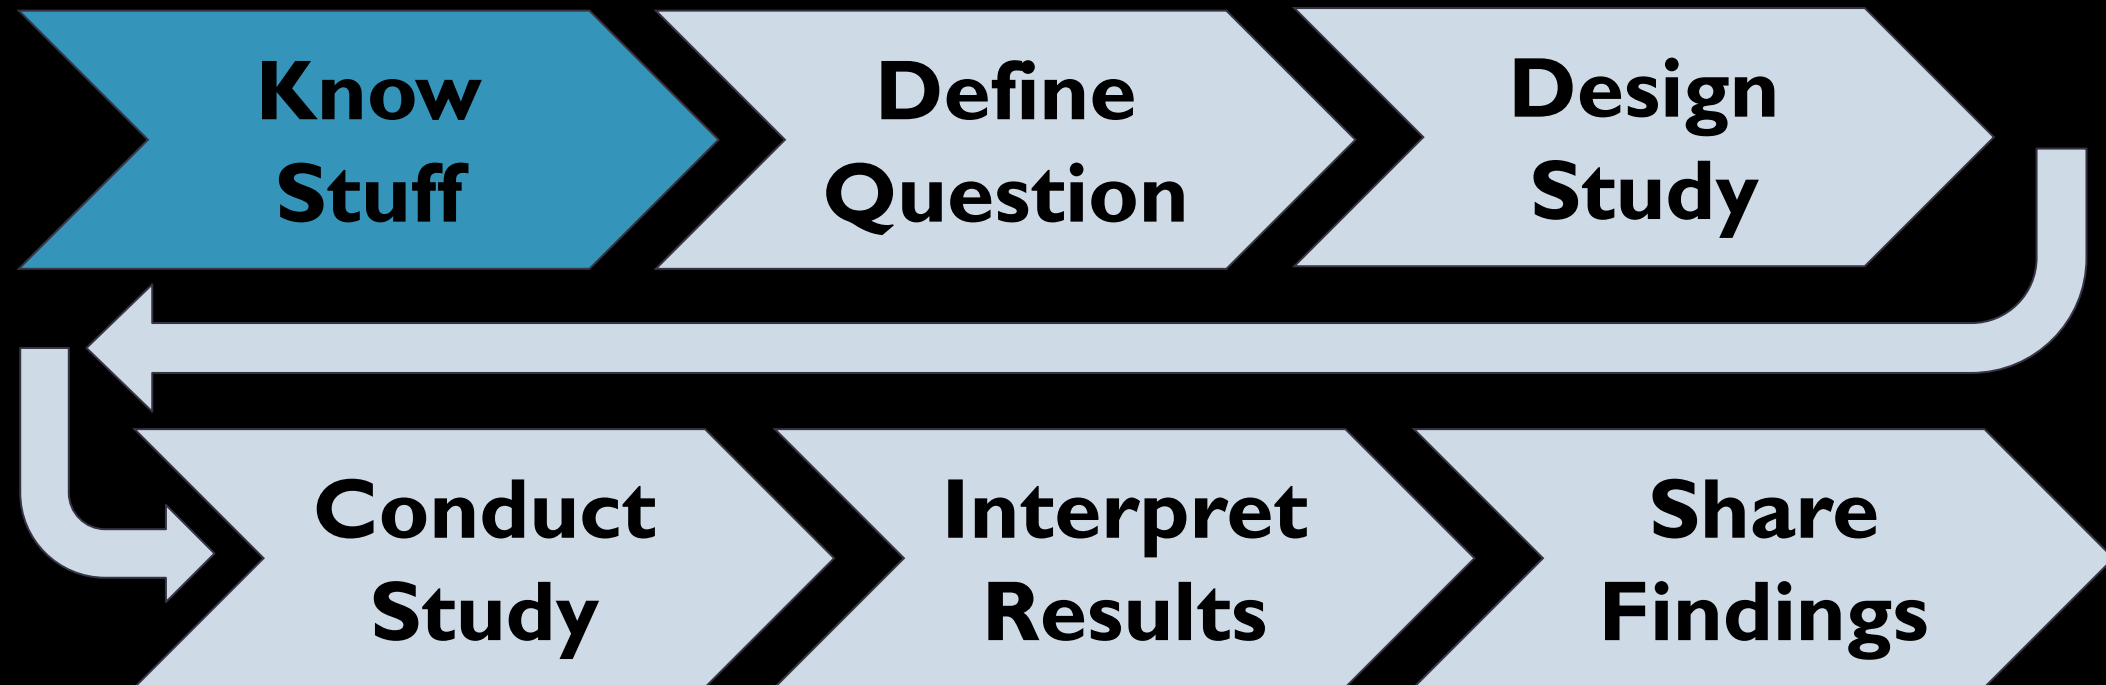 Know
Stuff
Define
Question
Design
Study
Conduct
Study
Interpret
Results
Share
Findings